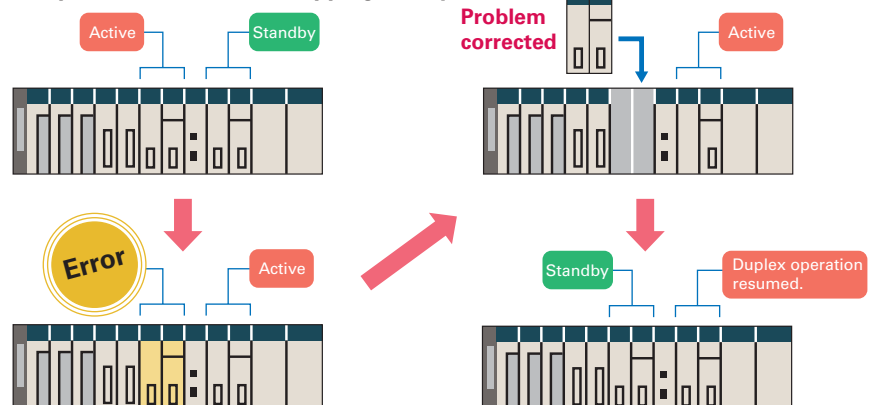 Active
Standby
Problem
corrected
Active
Error
Active
Standby
Duplex operation
resumed.